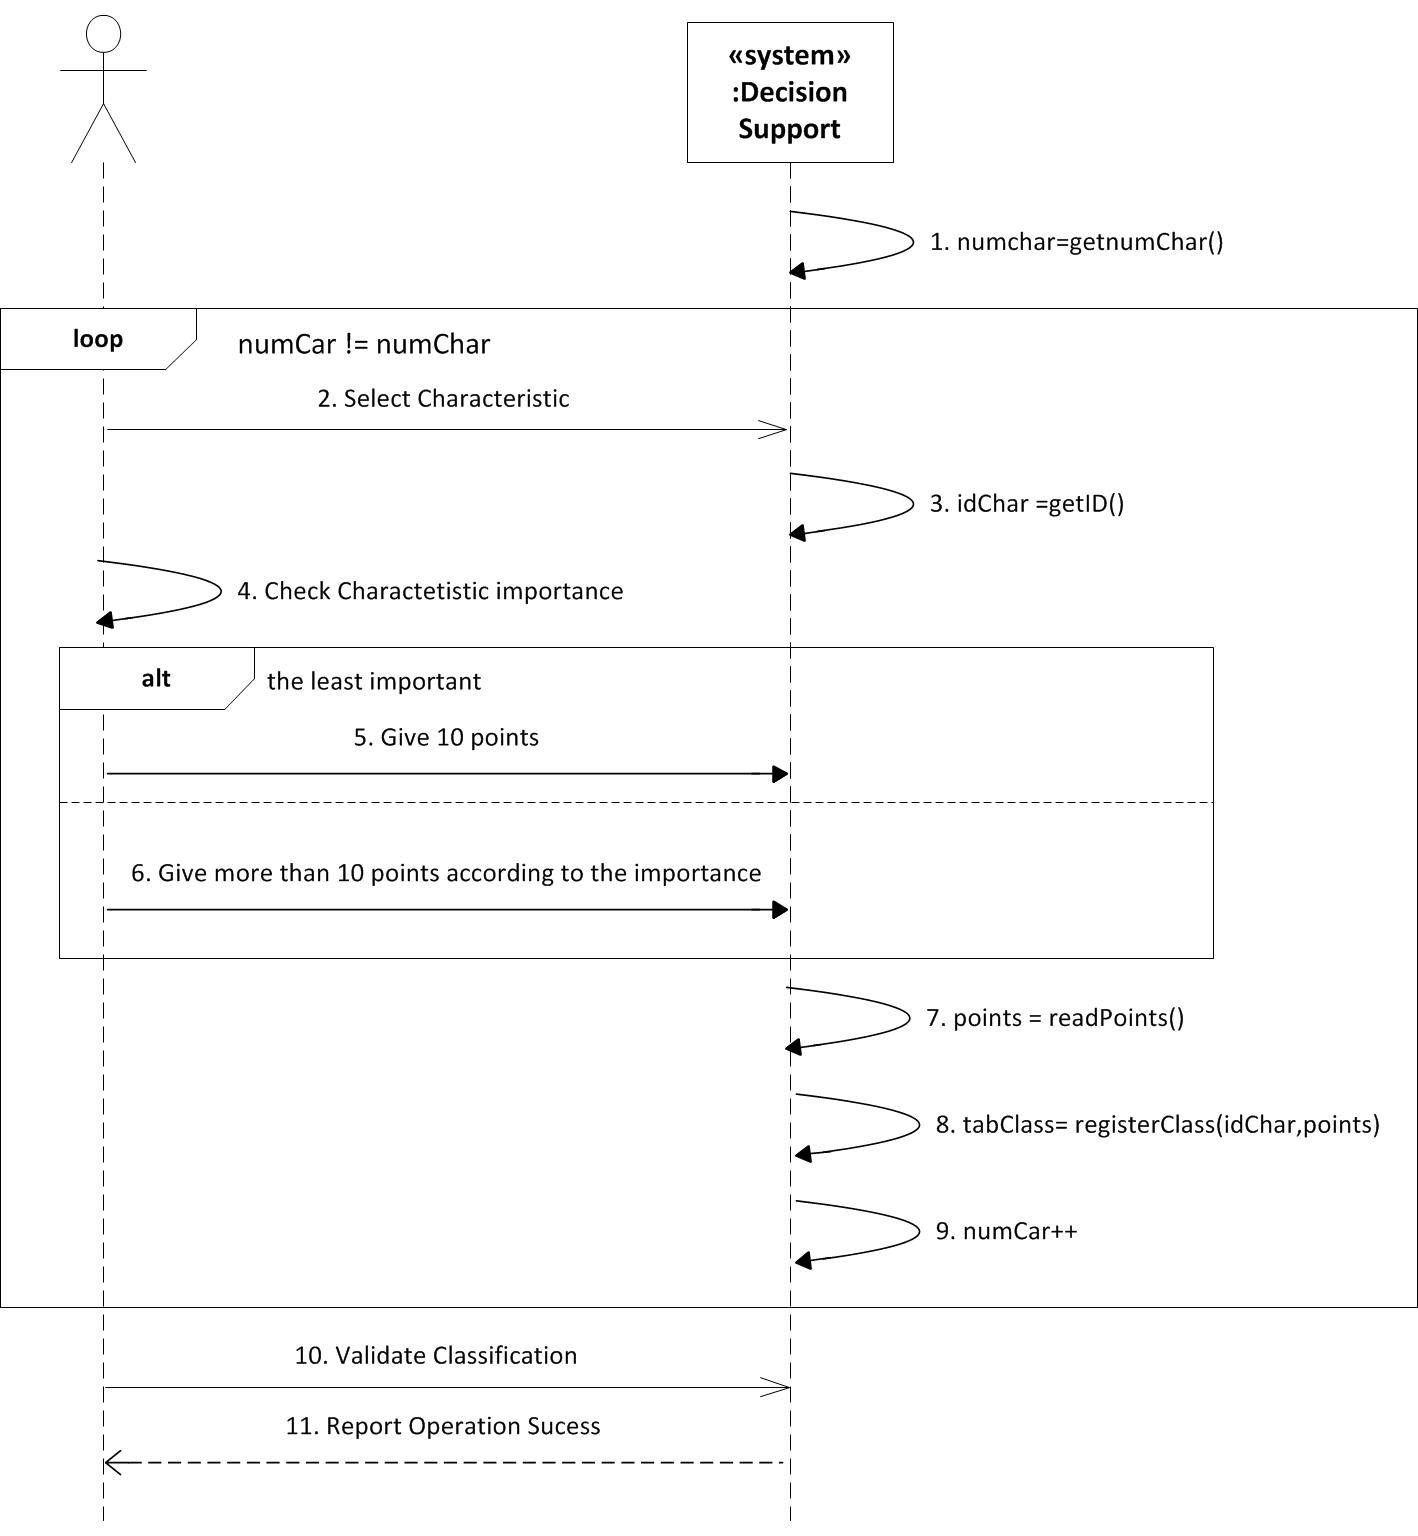 «system»
:Decision
Support
1. numchar=getnumChar()
loop
numCar != numChar
2. Select Characteristic
3. idChar =getID()
4. Check Charactetistic importance
alt
the least important
5. Give 10 points
6. Give more than 10 points according to the importance
7. points = readPoints()
8. tabClass= registerClass(idChar,points)
9. numCar++
10. Validate Classification
11. Report Operation Sucess